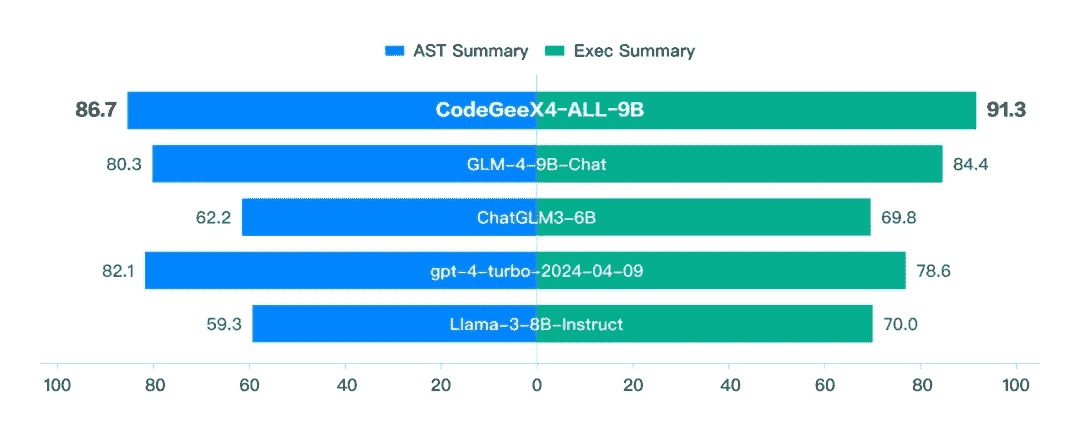 AST Summary Exec Summary
86.7 CodeGeeX4-ALL-9B 91.3
80.3 GLM-4-9B-Chat 84.4
62.2 ChatGLM3-6B 69.8
82.1 gpt-4-turbo-2024-04-09 78.6
59.3 Llama-3-8B-Instruct 70.0
100 80 60 40 20 0 20 40 60 80 100